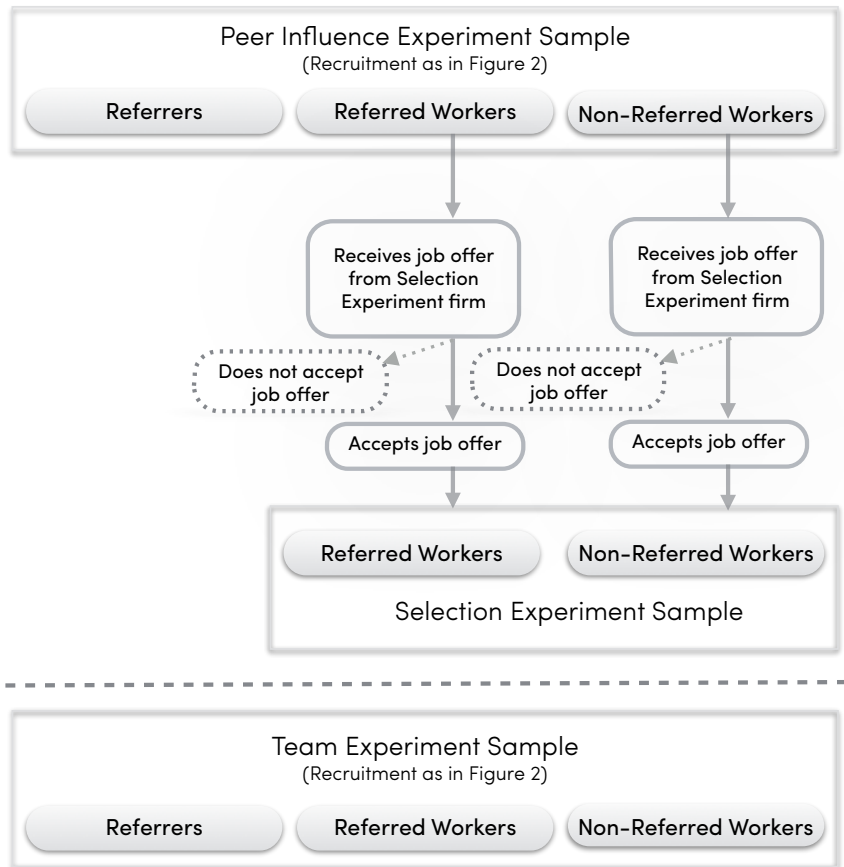 Peer Influence Experiment Sample
(Recruitment as in Figure 2)
Referrers
Referred Workers
Non-Referred Workers
Receives job offer
from Selection
Experiment firm
Receives job offer
from Selection
Experiment firm
Does not accept
job offer
Does not accept
job offer
Accepts job offer
Accepts job offer
Referred Workers
Non-Referred Workers
Selection Experiment Sample
Team Experiment Sample
(Recruitment as in Figure 2)
Referrers
Referred Workers
Non-Referred Workers